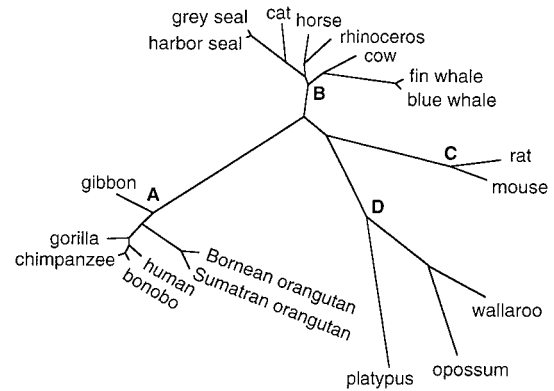 grey seal
cat
horse
harbor seal
rhinoceros
cow
fin whale
blue whale
B
C
rat
mouse
gibbon
A
D
gorilla
chimpanzee
human
bonobo
Bornean orangutan
Sumatran orangutan
wallaroo
opossum
platypus